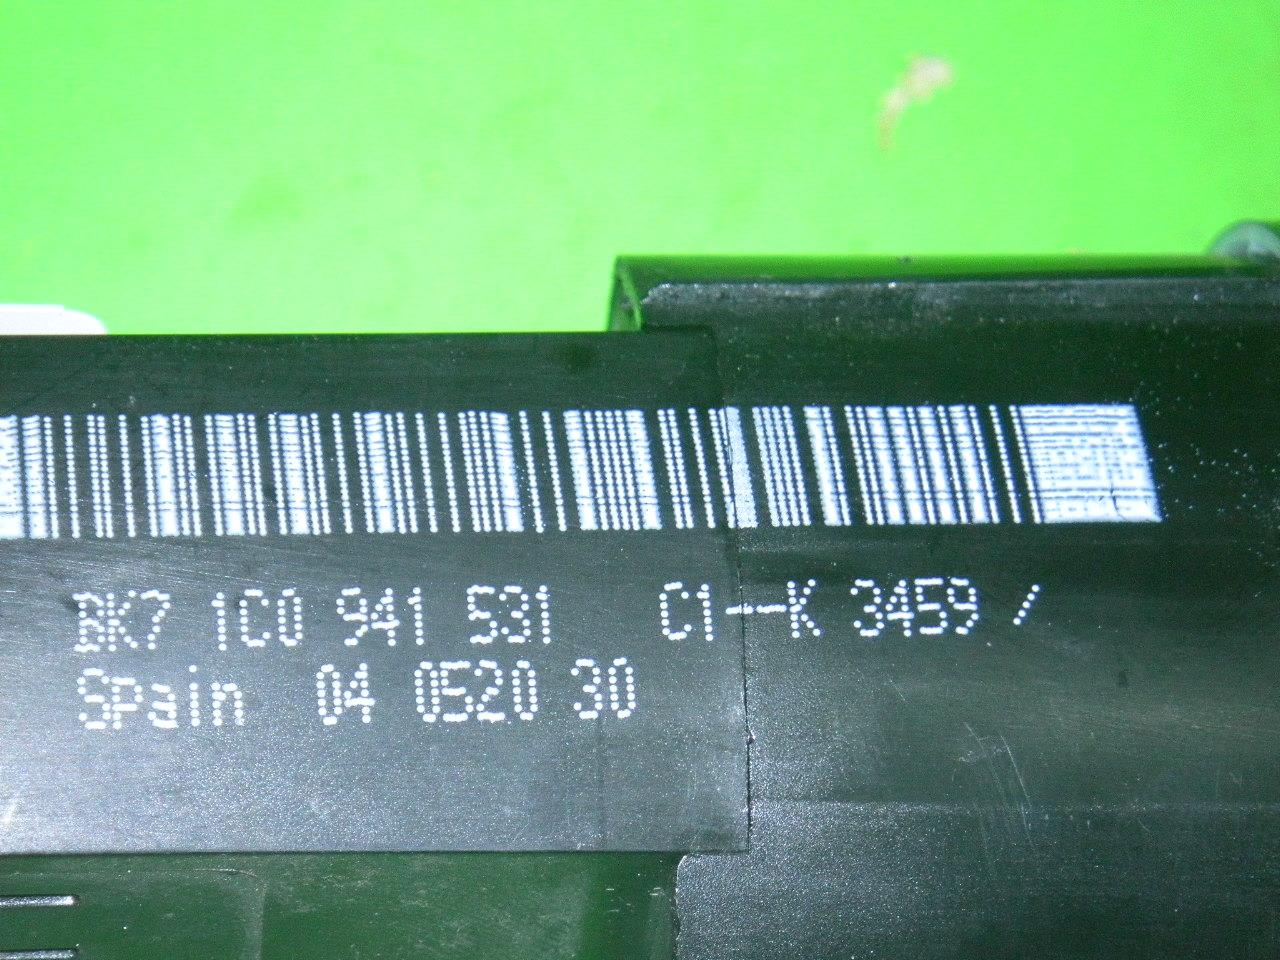 BK7 1C0 941 531 C1--K 3459 /
Spain 04 0520 30